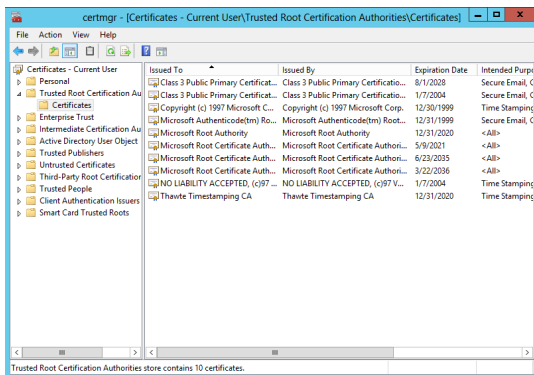 certmgr - [Certificates - Current User\Trusted Root Certification Authorities\Certificates]
File Action View Help
Certificates - Current User
Personal
Trusted Root Certification Au
Certificates
Enterprise Trust
Intermediate Certification Au
Active Directory User Object
Trusted Publishers
Untrusted Certificates
Third-Party Root Certification
Trusted People
Client Authentication Issuers
Smart Card Trusted Roots
Issued To Issued By Expiration Date Intended Purpo
Class 3 Public Primary Certificat... Class 3 Public Primary Certificatio... 8/1/2028 Secure Email, C
Class 3 Public Primary Certificat... Class 3 Public Primary Certificatio... 1/7/2004 Secure Email, C
Copyright (c) 1997 Microsoft C... Copyright (c) 1997 Microsoft Corp. 12/30/1999 Time Stamping
Microsoft Authenticode(tm) Ro... Microsoft Authenticode(tm) Root... 12/31/1999 Secure Email, C
Microsoft Root Authority Microsoft Root Authority 12/31/2020 <All>
Microsoft Root Certificate Auth... Microsoft Root Certificate Authori... 5/9/2021 <All>
Microsoft Root Certificate Auth... Microsoft Root Certificate Authori... 6/23/2035 <All>
Microsoft Root Certificate Auth... Microsoft Root Certificate Authori... 3/22/2036 <All>
NO LIABILITY ACCEPTED, (c)97 ... NO LIABILITY ACCEPTED, (c)97 V... 1/7/2004 Time Stamping
Thawte Timestamping CA Thawte Timestamping CA 12/31/2020 Time Stamping
Trusted Root Certification Authorities store contains 10 certificates.